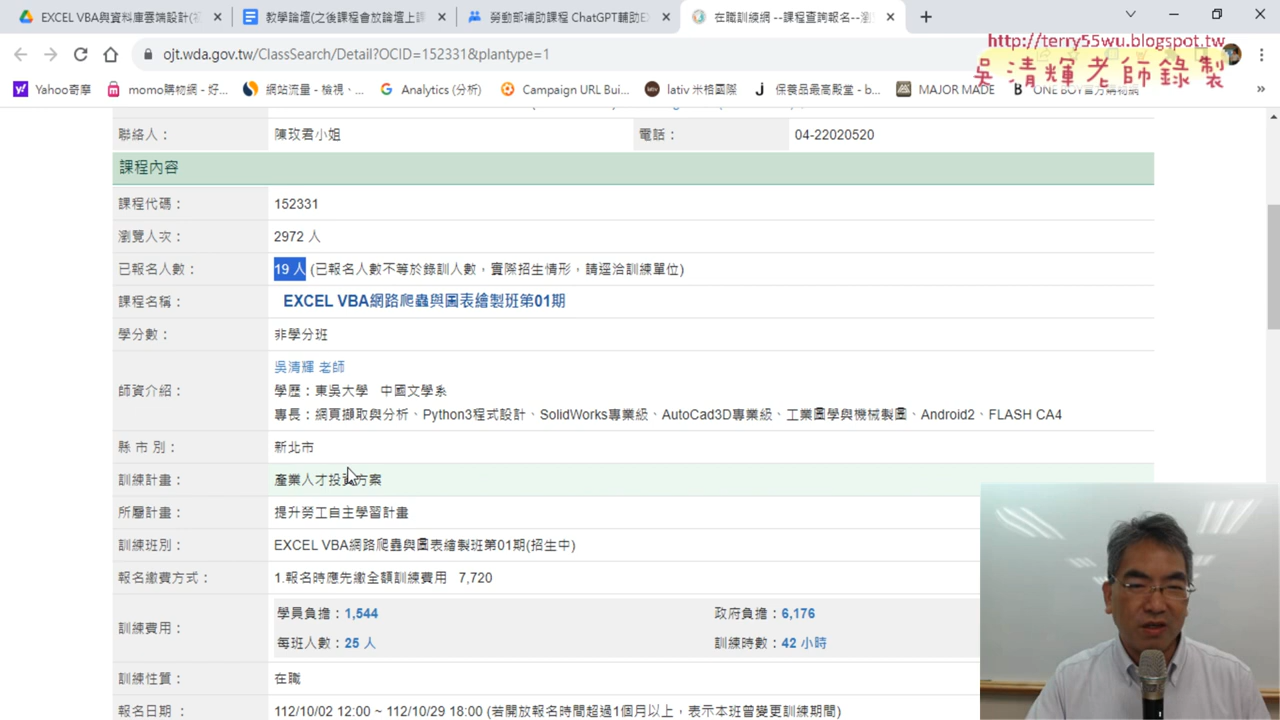 EXCEL VBA與資料庫雲端設計(衫
教學論壇(之後課程會放論壇上課
勞動部補助課程 ChatGPT輔助E
在職訓練網 --課程查詢報名--瀏
http://terry55wu.blogspot.tw
吳清輝老師錄製
ojt.wda.gov.tw/ClassSearch/Detail?OCID=152331&plantype=1
Yahoo奇摩
momo購物網 - 好...
網站流量 - 檢視、...
Analytics (分析)
Campaign URL Bui...
lativ 米格國際
保養品最高殿堂 - b...
MAJOR MADE
ONE BOY官方購物網
聯絡人：
陳玫君小姐
電話：
04-22020520
課程內容
課程代碼：
152331
瀏覽人次：
2972 人
已報名人數：
19 人 (已報名人數不等於錄訓人數，實際招生情形，請逕洽訓練單位)
課程名稱：
EXCEL VBA網路爬蟲與圖表繪製班第01期
學分數：
非學分班
師資介紹：
吳清輝 老師
學歷：東吳大學 中國文學系
專長：網頁擷取與分析、Python3程式設計、SolidWorks專業級、AutoCad3D專業級、工業圖學與機械製圖、Android2、FLASH CA4
縣 市 別：
新北市
訓練計畫：
產業人才投資方案
所屬計畫：
提升勞工自主學習計畫
訓練班別：
EXCEL VBA網路爬蟲與圖表繪製班第01期(招生中)
報名繳費方式：
1.報名時應先繳全額訓練費用 7,720
訓練費用：
學員負擔：1,544
政府負擔：6,176
每班人數：25 人
訓練時數：42 小時
訓練性質：
在職
報名日期：
112/10/02 12:00 ~ 112/10/29 18:00 (若開放報名時間超過1個月以上，表示本班曾變更訓練期間)